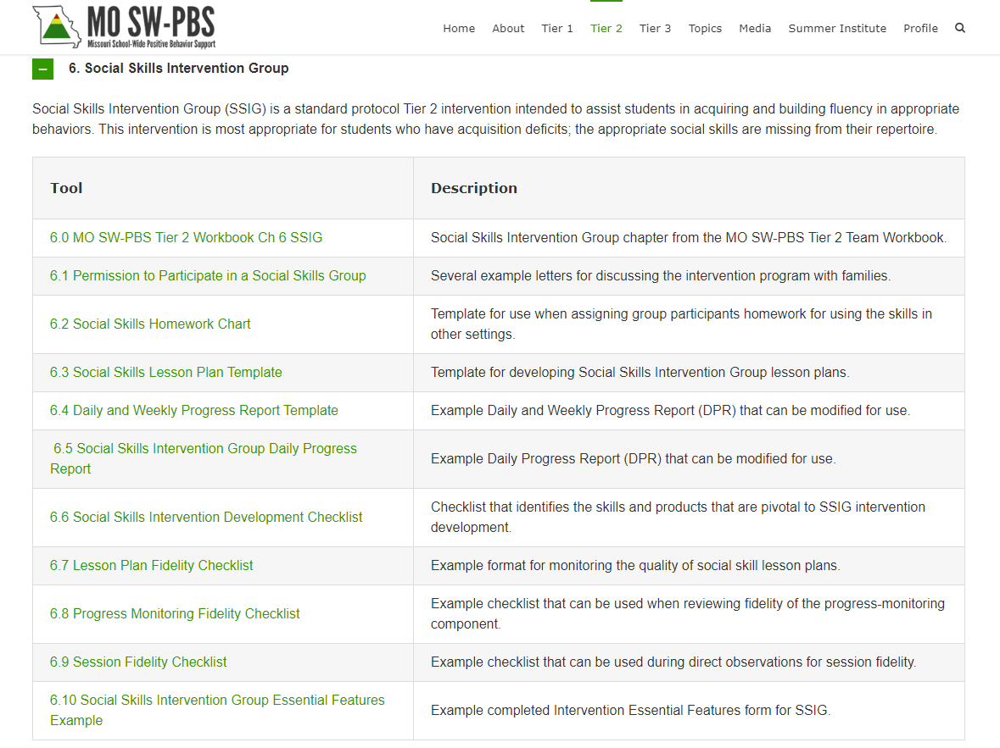 MO SW-PBS
Missouri School-Wide Positive Behavior Support
Home About Tier 1 Tier 2 Tier 3 Topics Media Summer Institute Profile
6. Social Skills Intervention Group
Social Skills Intervention Group (SSIG) is a standard protocol Tier 2 intervention intended to assist students in acquiring and building fluency in appropriate
behaviors. This intervention is most appropriate for students who have acquisition deficits; the appropriate social skills are missing from their repertoire.
Tool Description
6.0 MO SW-PBS Tier 2 Workbook Ch 6 SSIG Social Skills Intervention Group chapter from the MO SW-PBS Tier 2 Team Workbook.
6.1 Permission to Participate in a Social Skills Group Several example letters for discussing the intervention program with families.
6.2 Social Skills Homework Chart Template for use when assigning group participants homework for using the skills in
other settings.
6.3 Social Skills Lesson Plan Template Template for developing Social Skills Intervention Group lesson plans.
6.4 Daily and Weekly Progress Report Template Example Daily and Weekly Progress Report (DPR) that can be modified for use.
6.5 Social Skills Intervention Group Daily Progress
Report Example Daily Progress Report (DPR) that can be modified for use.
6.6 Social Skills Intervention Development Checklist Checklist that identifies the skills and products that are pivotal to SSIG intervention
development.
6.7 Lesson Plan Fidelity Checklist Example format for monitoring the quality of social skill lesson plans.
6.8 Progress Monitoring Fidelity Checklist Example checklist that can be used when reviewing fidelity of the progress-monitoring
component.
6.9 Session Fidelity Checklist Example checklist that can be used during direct observations for session fidelity.
6.10 Social Skills Intervention Group Essential Features
Example Example completed Intervention Essential Features form for SSIG.